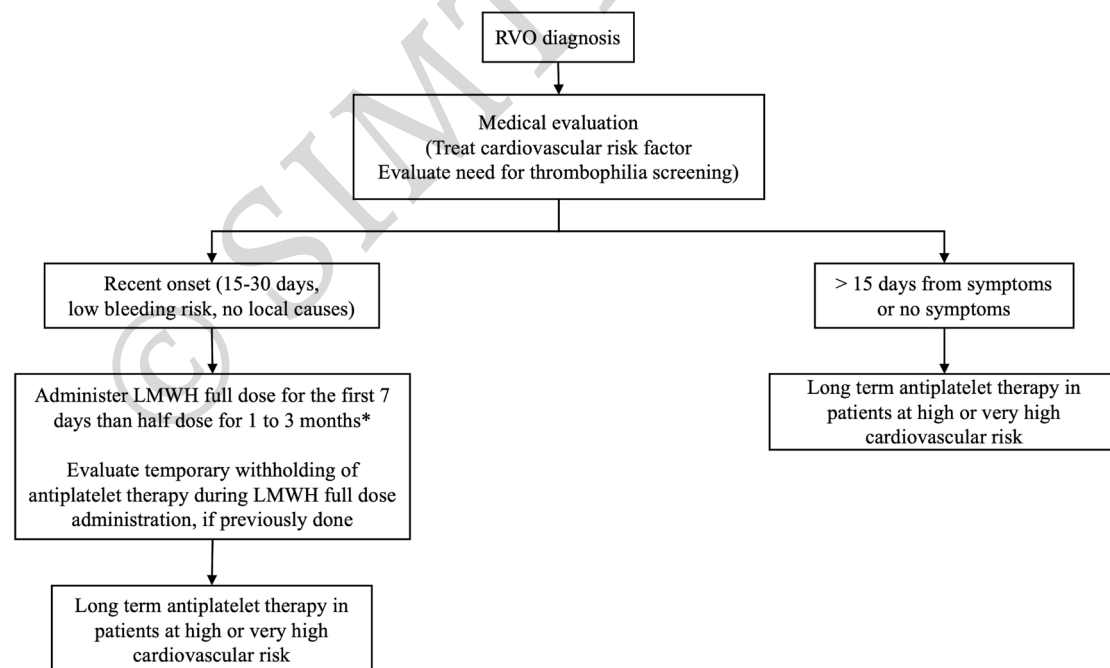 RVO diagnosis
Medical evaluation
(Treat cardiovascular risk factor
Evaluate need for thrombophilia screening)
Recent onset (15-30 days,
low bleeding risk, no local causes)
> 15 days from symptoms
or no symptoms
Administer LMWH full dose for the first 7
days than half dose for 1 to 3 months*
Evaluate temporary withholding of
antiplatelet therapy during LMWH full dose
administration, if previously done
Long term antiplatelet therapy in
patients at high or very high
cardiovascular risk
Long term antiplatelet therapy in
patients at high or very high
cardiovascular risk
© SIMT